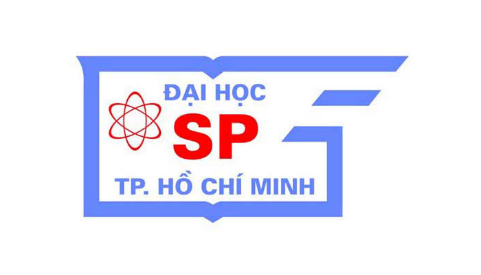 ĐẠI HỌC
SP
TP. HỒ CHÍ MINH